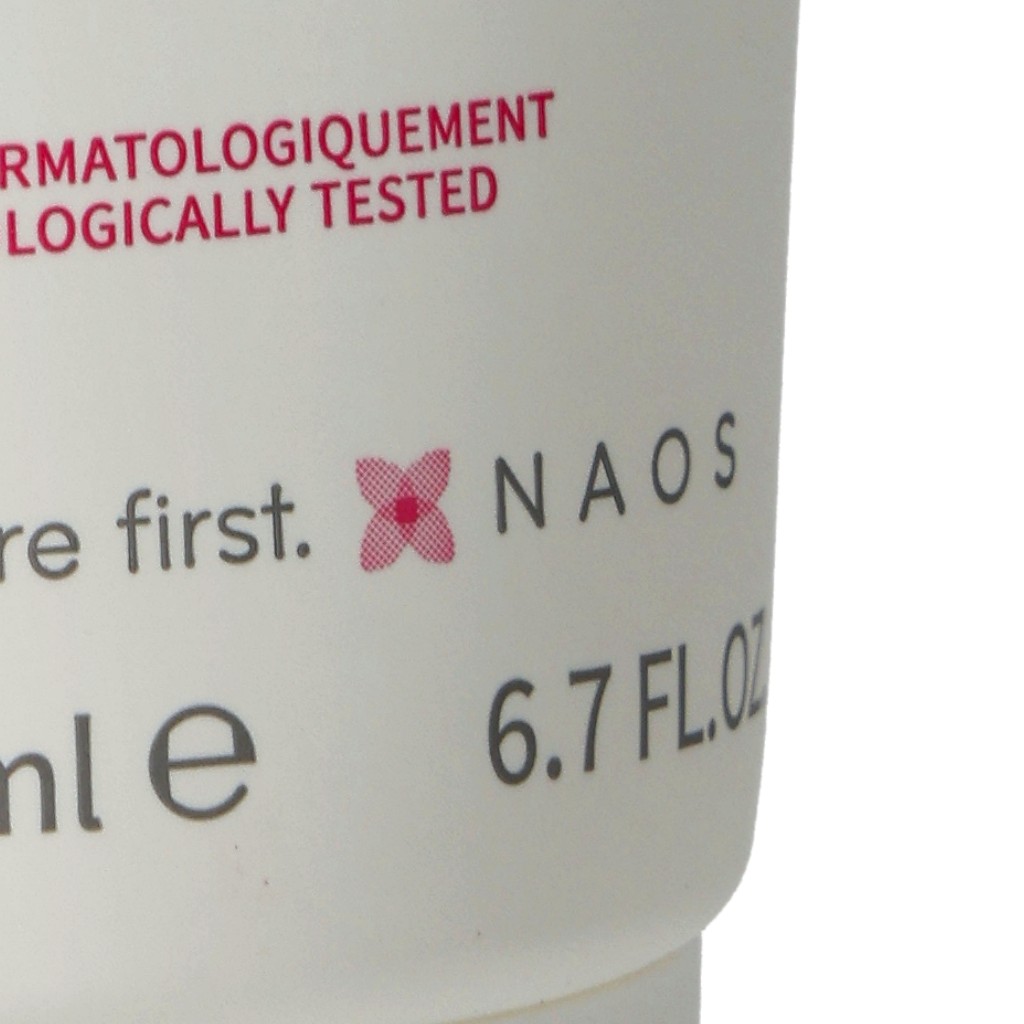 RMATOLOGIQUEMENT
LOGICALLY TESTED
re first. NAOS
ml e 6.7 FL.OZ.